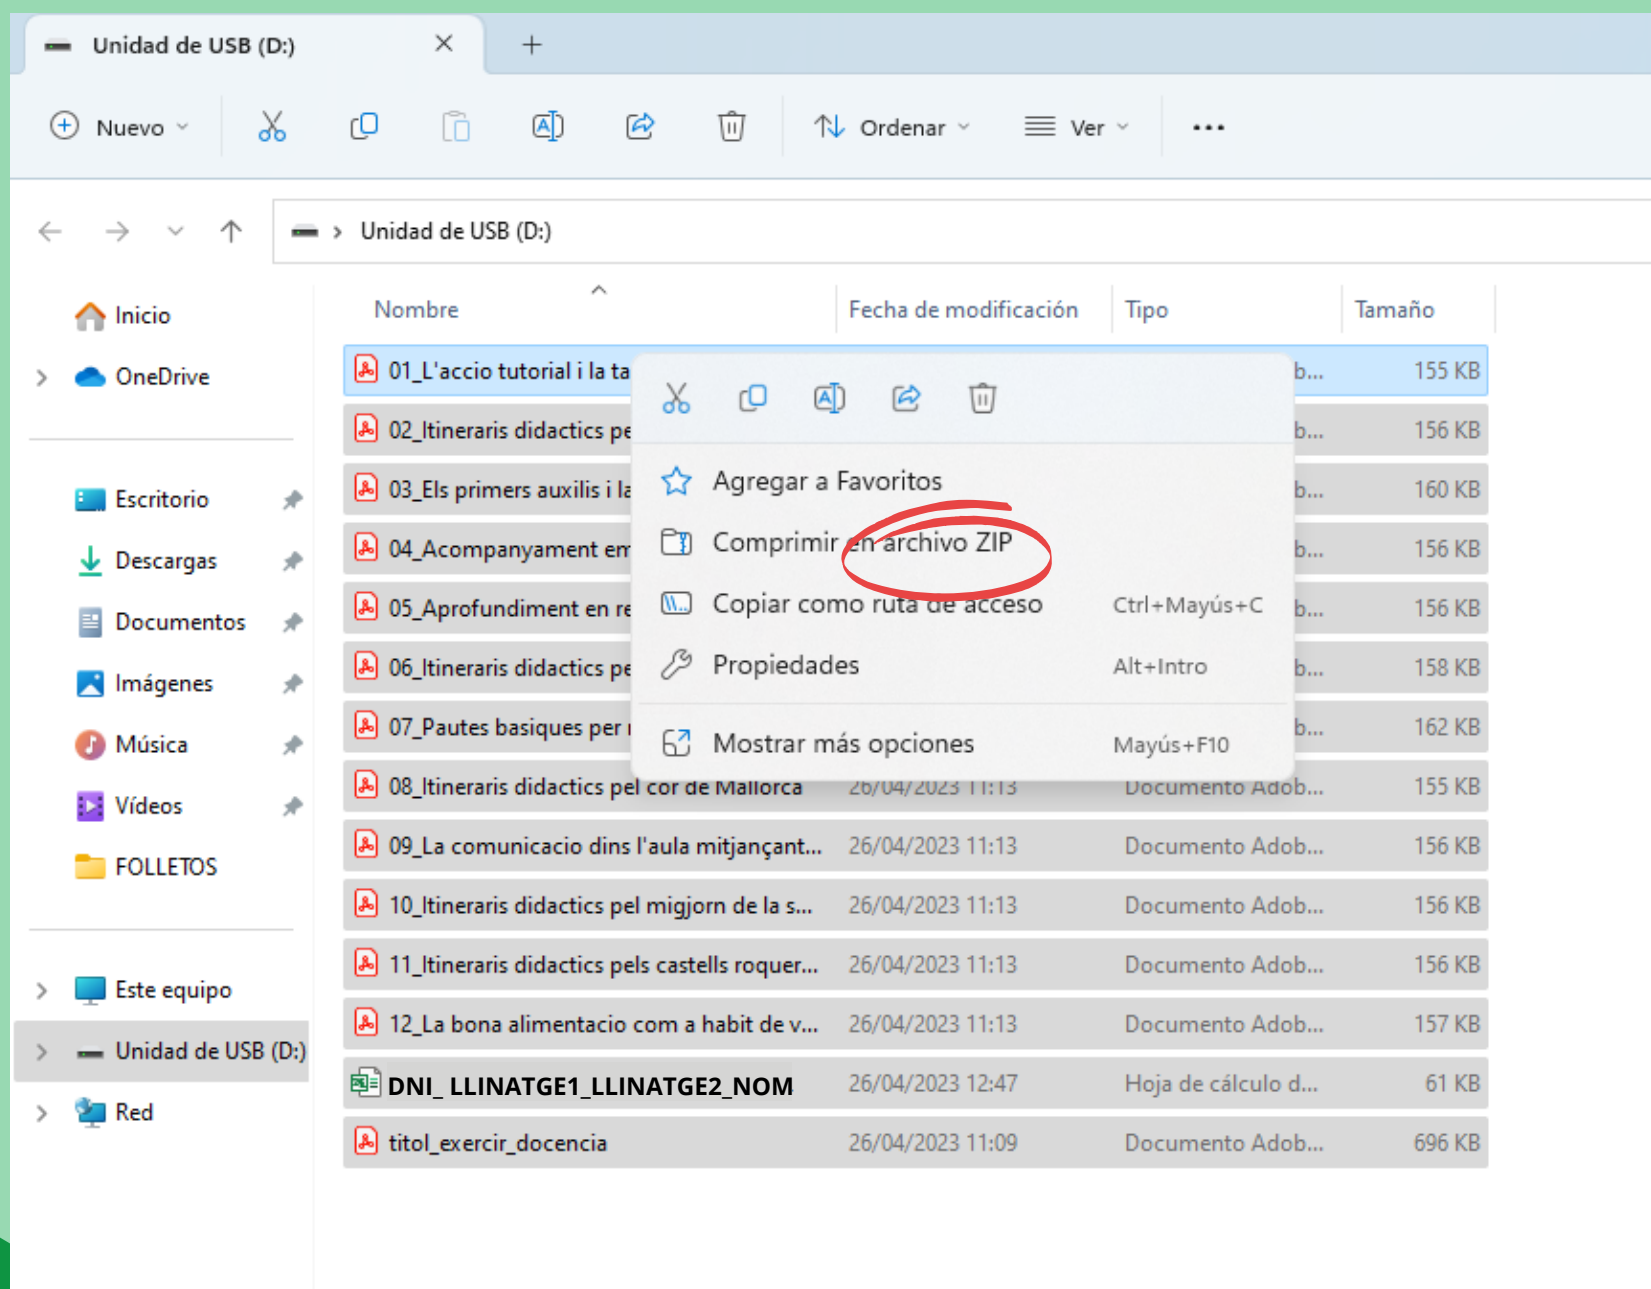 Unidad de USB (D:)
Nuevo
Ordenar
Ver
Unidad de USB (D:)
Inicio
OneDrive
Escritorio
Descargas
Documentos
Imágenes
Música
Vídeos
FOLLETOS
Este equipo
Unidad de USB (D:)
Red
Nombre Fecha de modificación Tipo Tamaño
01_L'accio tutorial i la ta b... 155 KB
02_Itineraris didactics pe b... 156 KB
03_Els primers auxilis i la b... 160 KB
04_Acompanyament em b... 156 KB
05_Aprofundiment en re b... 156 KB
06_Itineraris didactics pe b... 158 KB
07_Pautes basiques per b... 162 KB
08_Itineraris didactics pel cor de Mallorca 26/04/2023 11:13 Documento Adob... 155 KB
09_La comunicacio dins l'aula mitjançant... 26/04/2023 11:13 Documento Adob... 156 KB
10_Itineraris didactics pel migjorn de la s... 26/04/2023 11:13 Documento Adob... 156 KB
11_Itineraris didactics pels castells roquer... 26/04/2023 11:13 Documento Adob... 156 KB
12_La bona alimentacio com a habit de v... 26/04/2023 11:13 Documento Adob... 157 KB
DNI_ LLINATGE1_LLINATGE2_NOM 26/04/2023 12:47 Hoja de cálculo d... 61 KB
titol_exercir_docencia 26/04/2023 11:09 Documento Adob... 696 KB
Agregar a Favoritos
Comprimir en archivo ZIP
Copiar como ruta de acceso Ctrl+Mayús+C
Propiedades Alt+Intro
Mostrar más opciones Mayús+F10